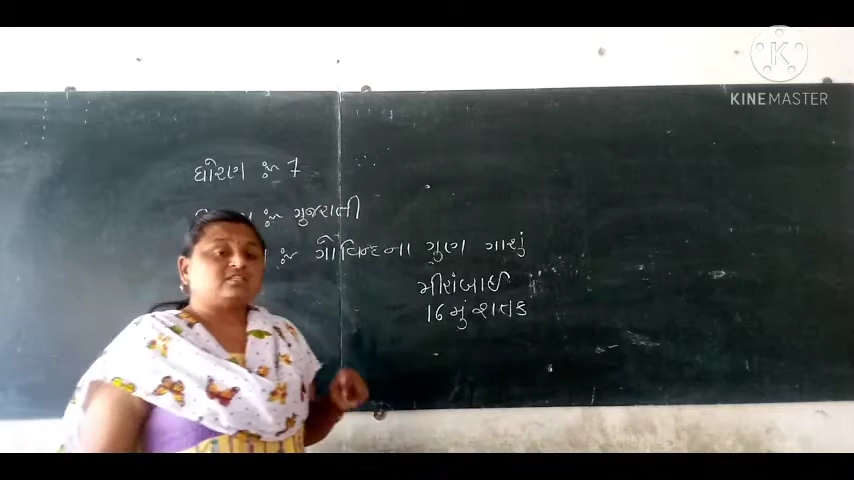 K
KINEMASTER
ધોરણ ઃ- 7
ઃ- ગુજરાતી
ઃ- ગોવિન્દના ગુણ ગાશું
મીરાંબાઈ
16 મું શતક